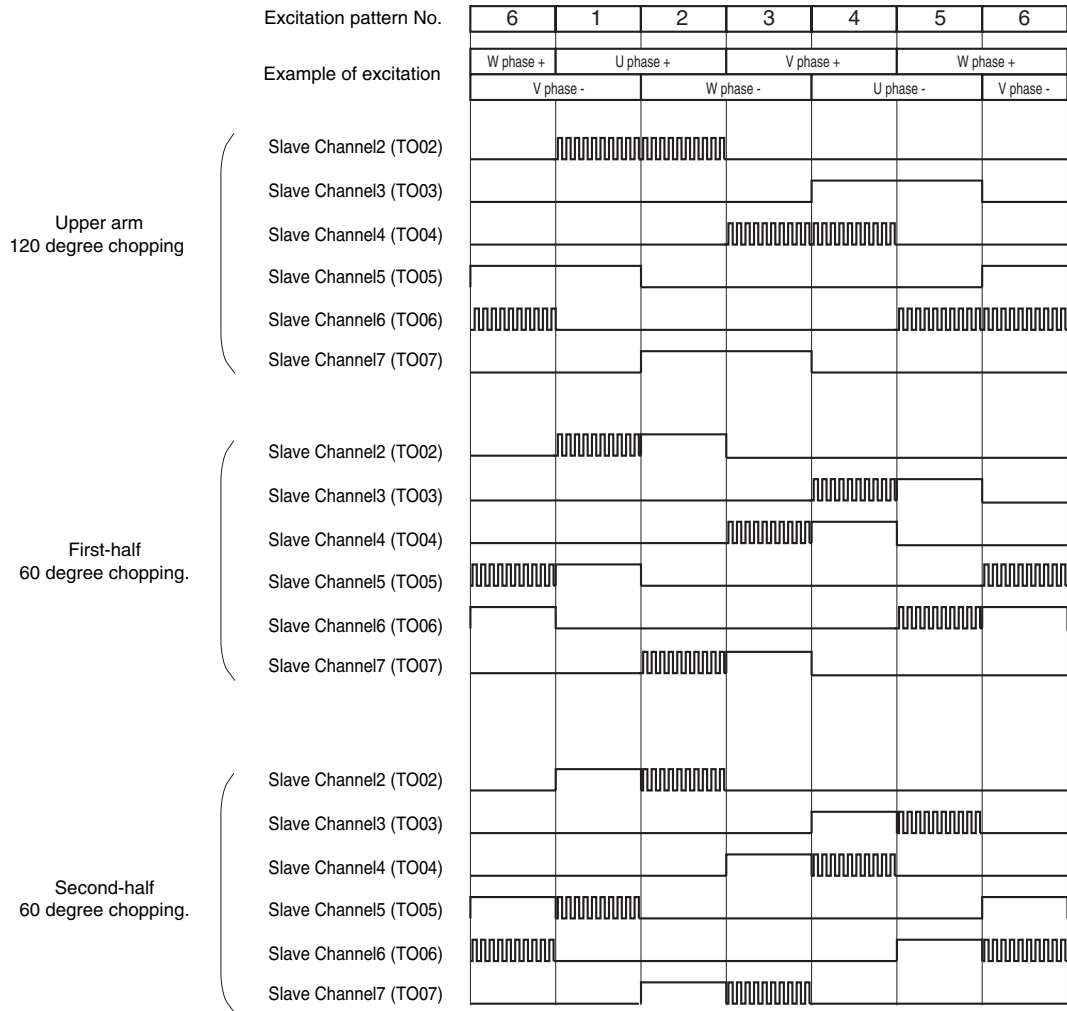 Excitation pattern No. 6 1 2 3 4 5 6
Example of excitation
W phase + U phase + V phase + W phase +
V phase - W phase - U phase - V phase -
Upper arm
120 degree chopping
Slave Channel2 (TO02)
Slave Channel3 (TO03)
Slave Channel4 (TO04)
Slave Channel5 (TO05)
Slave Channel6 (TO06)
Slave Channel7 (TO07)
First-half
60 degree chopping.
Slave Channel2 (TO02)
Slave Channel3 (TO03)
Slave Channel4 (TO04)
Slave Channel5 (TO05)
Slave Channel6 (TO06)
Slave Channel7 (TO07)
Second-half
60 degree chopping.
Slave Channel2 (TO02)
Slave Channel3 (TO03)
Slave Channel4 (TO04)
Slave Channel5 (TO05)
Slave Channel6 (TO06)
Slave Channel7 (TO07)